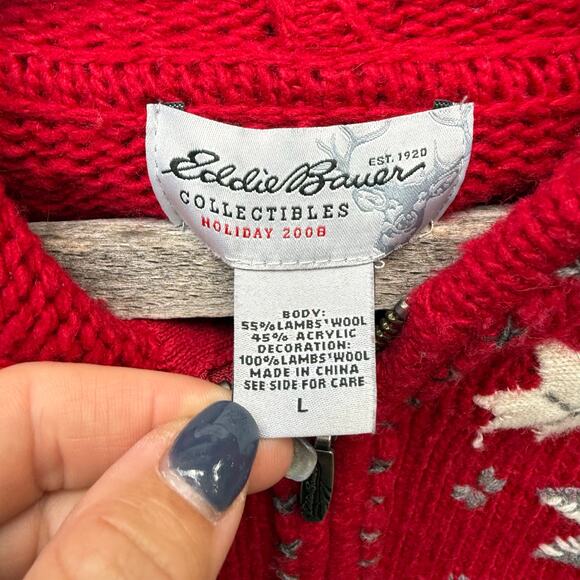 Eddie Bauer
EST. 1920
COLLECTIBLES
HOLIDAY 2008
BODY:
55% LAMBS' WOOL
45% ACRYLIC
DECORATION:
100% LAMBS' WOOL
MADE IN CHINA
SEE SIDE FOR CARE
L